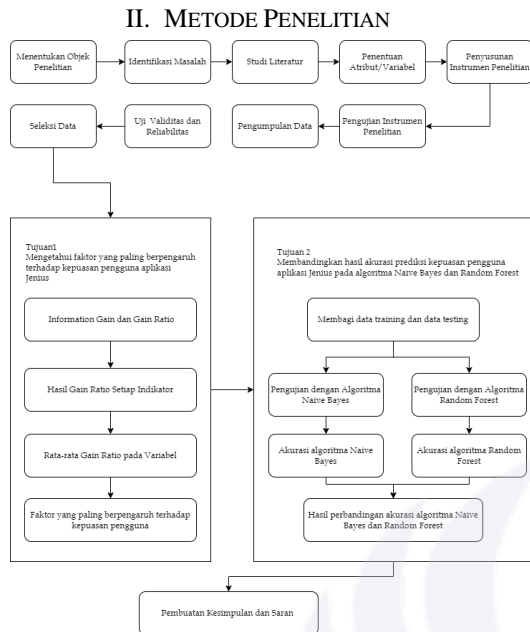 II. METODE PENELITIAN
Menentukan Objek
Penelitian
Identifikasi Masalah
Studi Literatur
Penentuan
Atribut/Variabel
Penyusunan
Instrumen Penelitian
Pengujian Instrumen
Penelitian
Pengumpulan Data
Uji Validitas dan
Reliabilitas
Seleksi Data
Tujuan1
Mengetahui faktor yang paling berpengaruh
terhadap kepuasan pengguna aplikasi
Jenius
Information Gain dan Gain Ratio
Hasil Gain Ratio Setiap Indikator
Rata-rata Gain Ratio pada Variabel
Faktor yang paling berpengaruh terhadap
kepuasan pengguna
Tujuan 2
Membandingkan hasil akurasi prediksi kepuasan pengguna
aplikasi Jenius pada algoritma Naive Bayes dan Random Forest
Membagi data training dan data testing
Pengujian dengan Algoritma
Naive Bayes
Pengujian dengan Algoritma
Random Forest
Akurasi algoritma Naive
Bayes
Akurasi algoritma Random
Forest
Hasil perbandingan akurasi algoritma Naive
Bayes dan Random Forest
Pembuatan Kesimpulan dan Saran